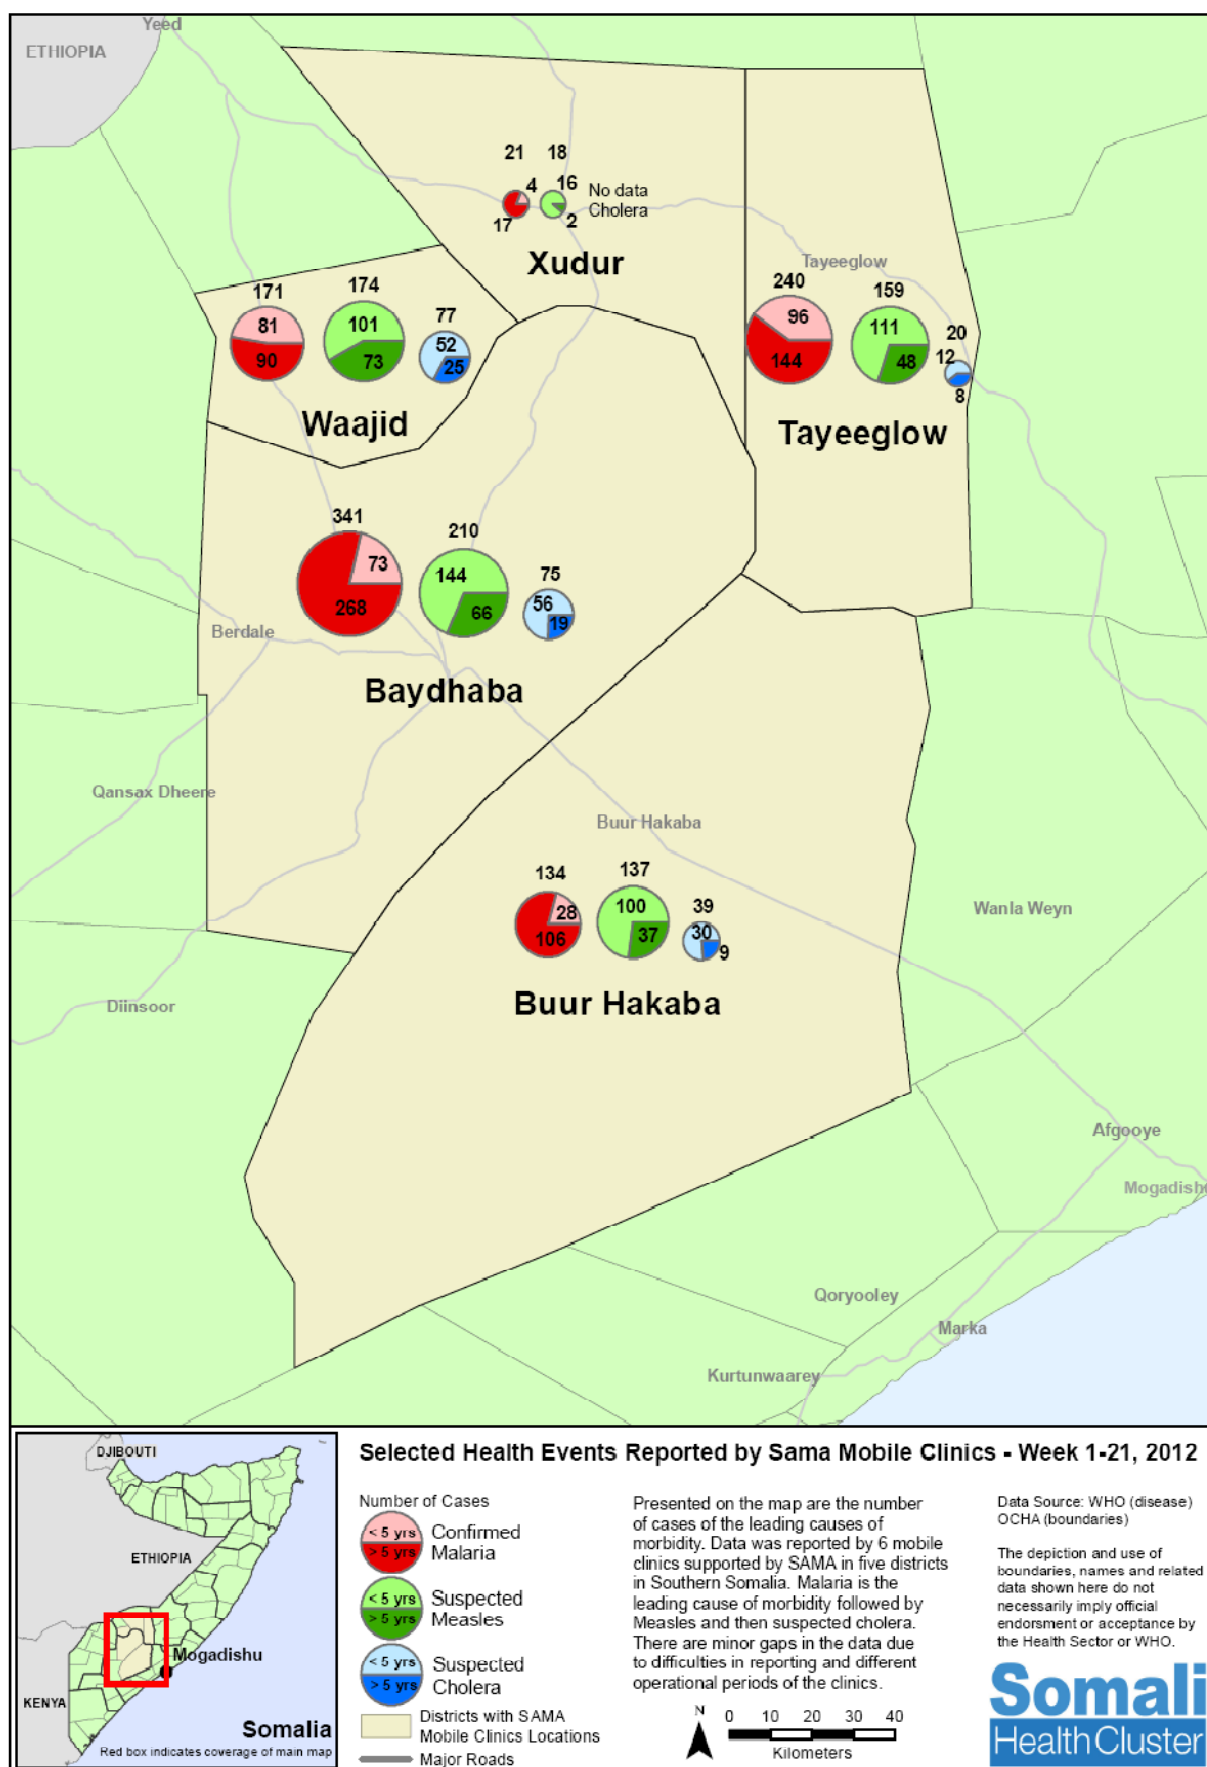 Yeed
ETHIOPIA
21
18
4
16
No data
Cholera
17
2
Xudur
Tayeeglow
171
174
77
81
101
52
90
73
25
Waajid
240
159
20
96
111
12
144
48
8
Tayeeglow
341
210
75
73
144
56
268
66
19
Berdale
Baydhaba
Qansax Dheere
Buur Hakaba
134
137
39
28
100
30
106
37
9
Wanla Weyn
Buur Hakaba
Diinsoor
Afgooye
Mogadishu
Qoryooley
Marka
Kurtunwaarey
DJIBOUTI
ETHIOPIA
Mogadishu
KENYA
Somalia
Red box indicates coverage of main map
Selected Health Events Reported by Sama Mobile Clinics - Week 1-21, 2012
Number of Cases
< 5 yrs
> 5 yrs
Confirmed
Malaria
< 5 yrs
> 5 yrs
Suspected
Measles
< 5 yrs
> 5 yrs
Suspected
Cholera
Districts with SAMA
Mobile Clinics Locations
Major Roads
Presented on the map are the number
of cases of the leading causes of
morbidity. Data was reported by 6 mobile
clinics supported by SAMA in five districts
in Southern Somalia. Malaria is the
leading cause of morbidity followed by
Measles and then suspected cholera.
There are minor gaps in the data due
to difficulties in reporting and different
operational periods of the clinics.
N
0 10 20 30 40
Kilometers
Data Source: WHO (disease)
OCHA (boundaries)
The depiction and use of
boundaries, names and related
data shown here do not
necessarily imply official
endorsment or acceptance by
the Health Sector or WHO.
Somali
Health Cluster